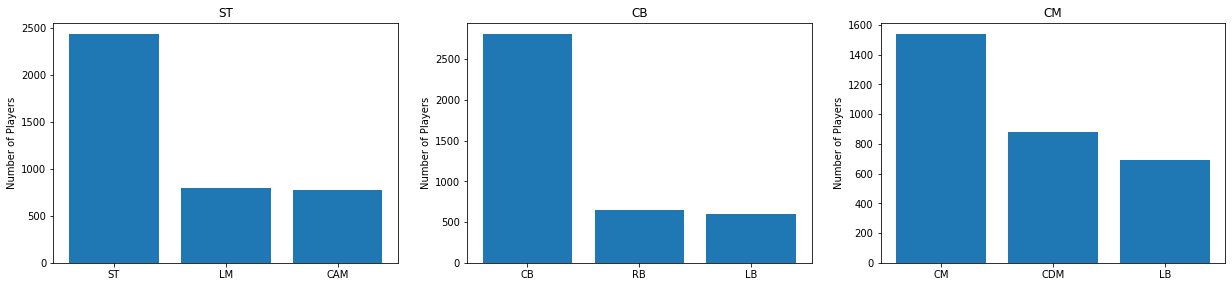 ST
Number of Players
2500
2000
1500
1000
500
0
ST LM CAM
CB
Number of Players
2500
2000
1500
1000
500
0
CB RB LB
CM
Number of Players
1600
1400
1200
1000
800
600
400
200
0
CM CDM LB